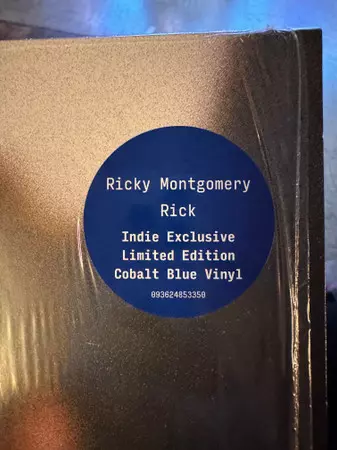 Ricky Montgomery
Rick
Indie Exclusive
Limited Edition
Cobalt Blue Vinyl
093624853350